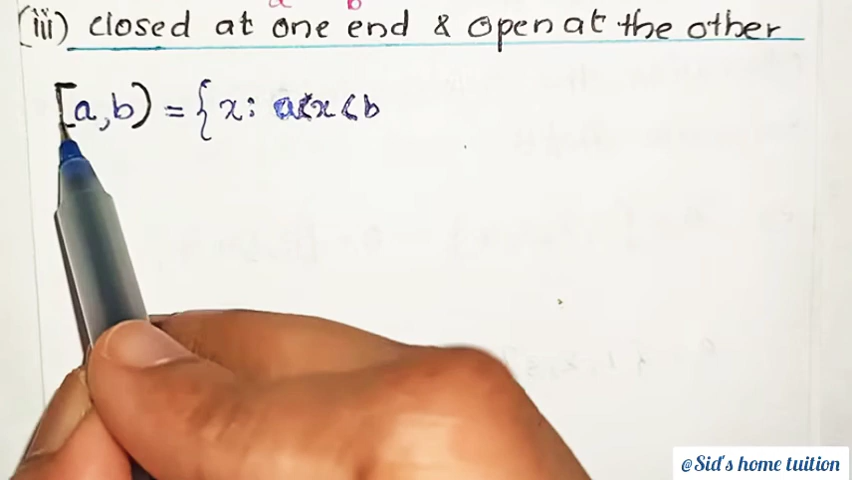 a b
(iii) closed at one end & open at the other
[a,b) = { x: a<x<b
@Sid's home tuition